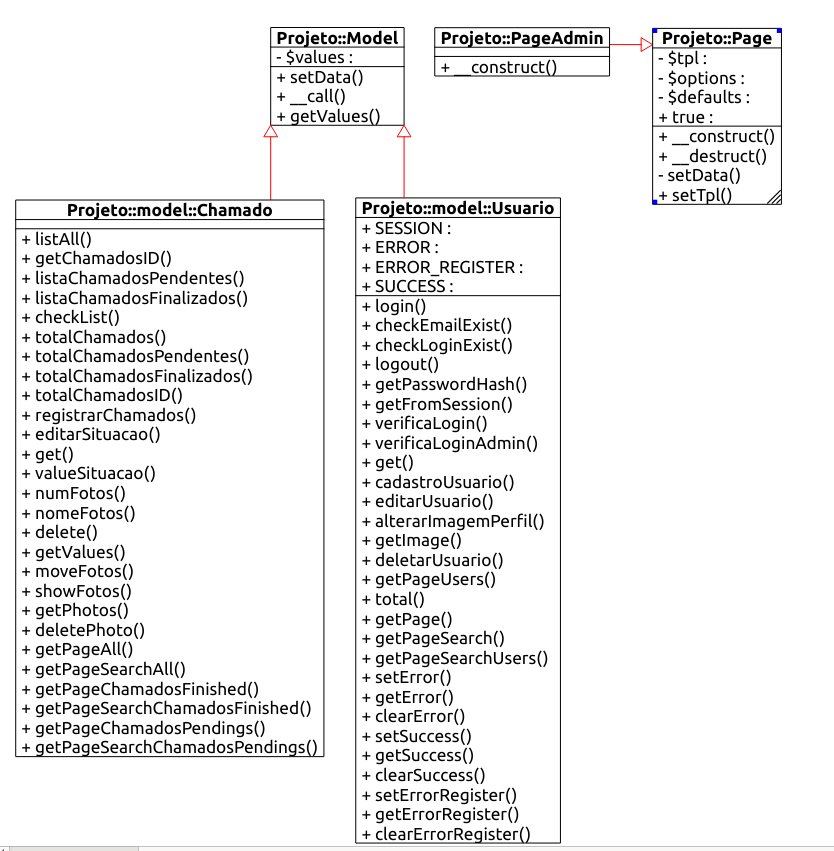 Projeto::Model
- $values :
+ setData()
+ __call()
+ getValues()
Projeto::PageAdmin
+ __construct()
Projeto::Page
- $tpl :
- $options :
- $defaults :
+ true :
+ __construct()
+ __destruct()
- setData()
+ setTpl()
Projeto::model::Chamado
+ listAll()
+ getChamadosID()
+ listaChamadosPendentes()
+ listaChamadosFinalizados()
+ checkList()
+ totalChamados()
+ totalChamadosPendentes()
+ totalChamadosFinalizados()
+ totalChamadosID()
+ registrarChamados()
+ editarSituacao()
+ get()
+ valueSituacao()
+ numFotos()
+ nomeFotos()
+ delete()
+ getValues()
+ moveFotos()
+ showFotos()
+ getPhotos()
+ deletePhoto()
+ getPageAll()
+ getPageSearchAll()
+ getPageChamadosFinished()
+ getPageSearchChamadosFinished()
+ getPageChamadosPendings()
+ getPageSearchChamadosPendings()
Projeto::model::Usuario
+ SESSION :
+ ERROR :
+ ERROR_REGISTER :
+ SUCCESS :
+ login()
+ checkEmailExist()
+ checkLoginExist()
+ logout()
+ getPasswordHash()
+ getFromSession()
+ verificaLogin()
+ verificaLoginAdmin()
+ get()
+ cadastroUsuario()
+ editarUsuario()
+ alterarImagemPerfil()
+ getImage()
+ deletarUsuario()
+ getPageUsers()
+ total()
+ getPage()
+ getPageSearch()
+ getPageSearchUsers()
+ setError()
+ getError()
+ clearError()
+ setSuccess()
+ getSuccess()
+ clearSuccess()
+ setErrorRegister()
+ getErrorRegister()
+ clearErrorRegister()